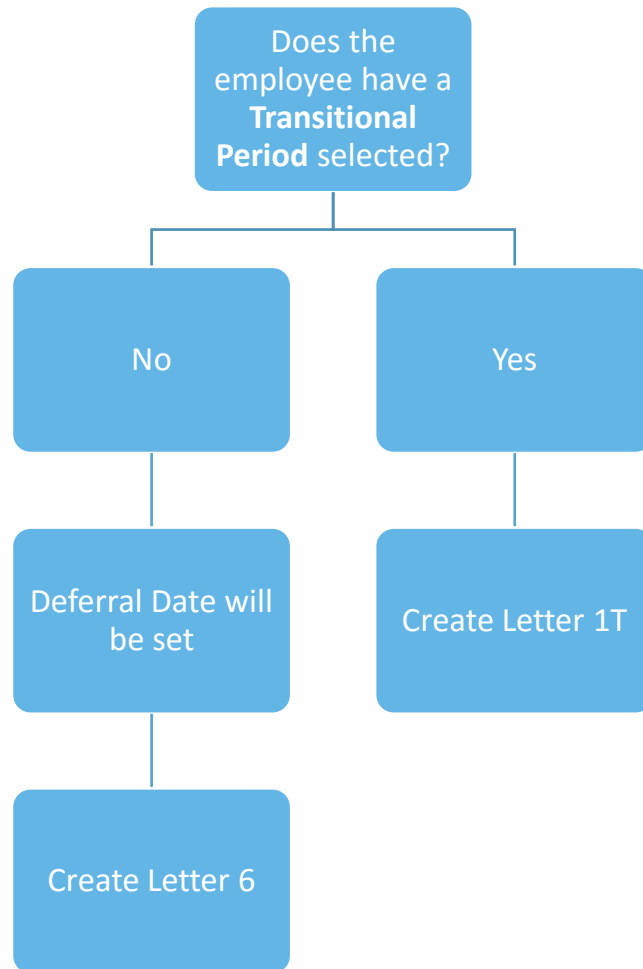 Does the
employee have a
Transitional
Period selected?
No
Yes
Deferral Date will
be set
Create Letter 1T
Create Letter 6